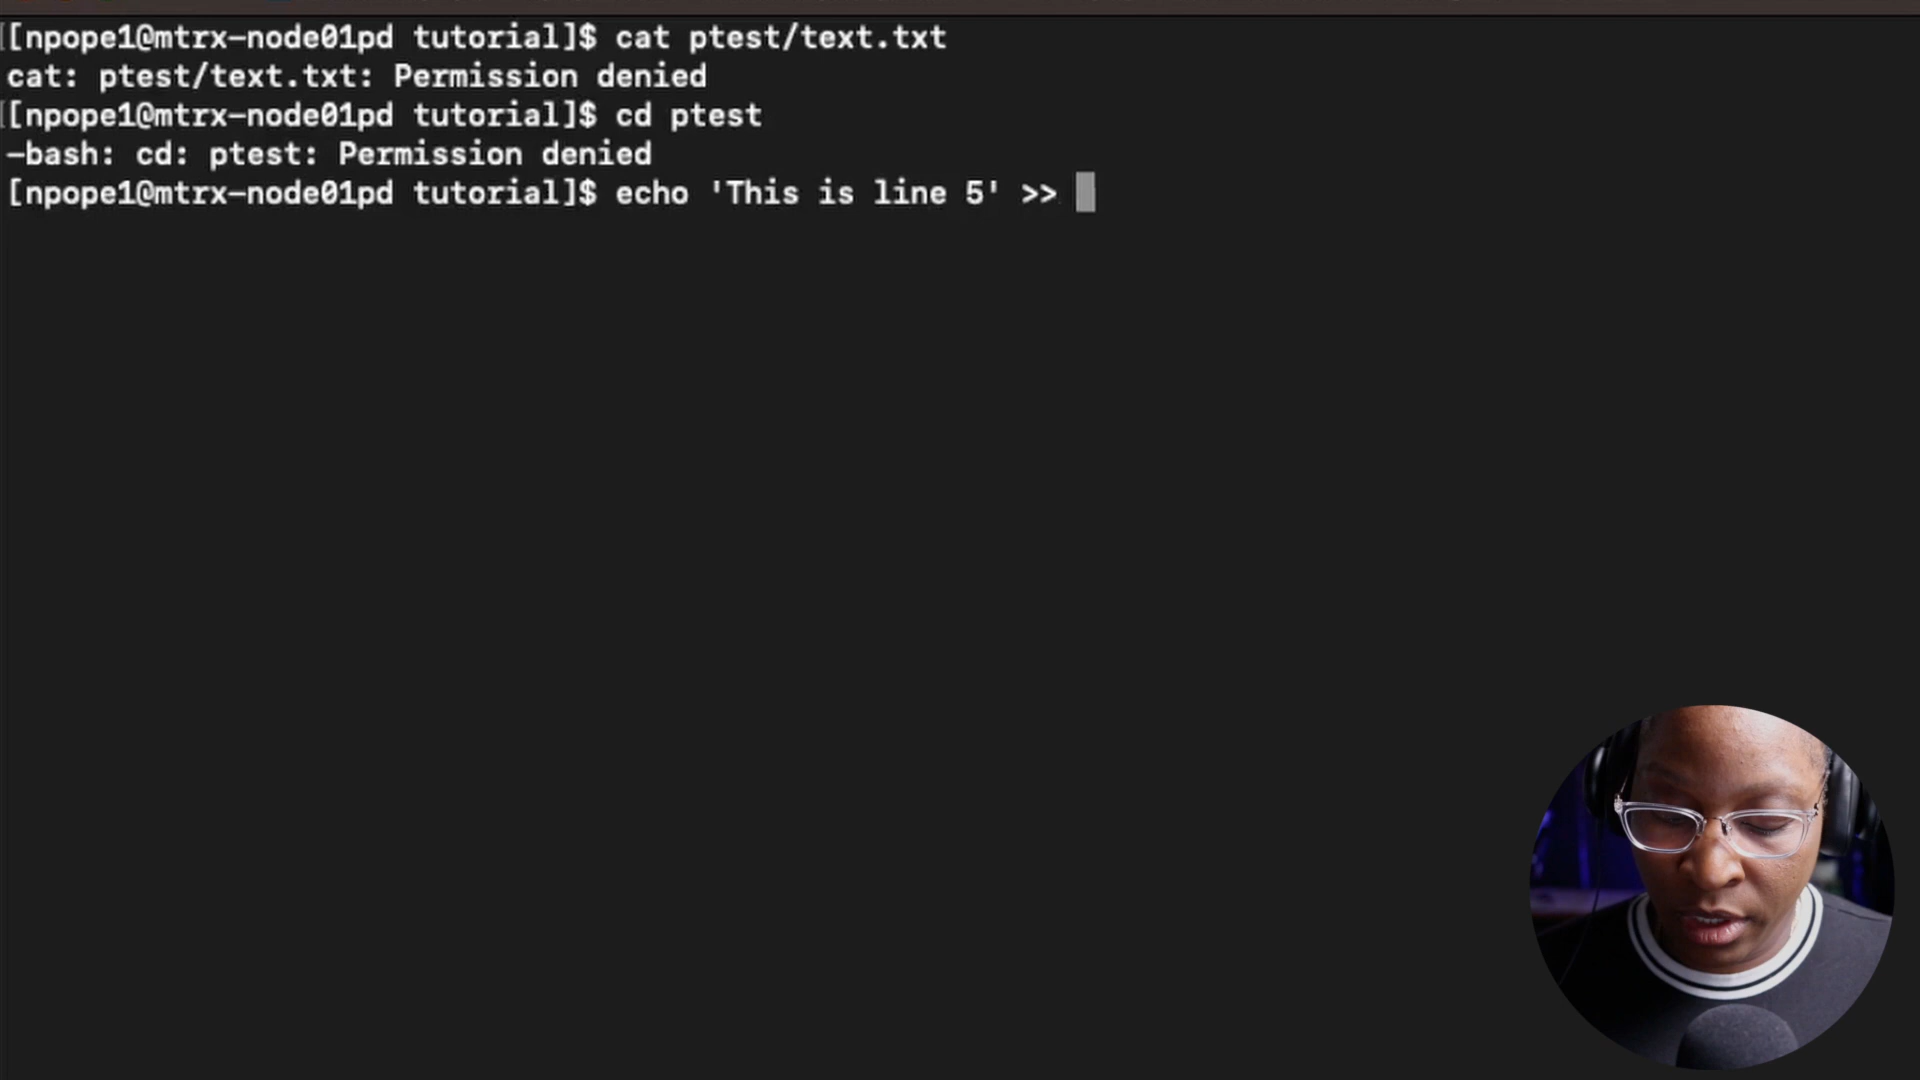 [npope1@mtrx-node01pd tutorial]$ cat ptest/text.txt
cat: ptest/text.txt: Permission denied
[npope1@mtrx-node01pd tutorial]$ cd ptest
-bash: cd: ptest: Permission denied
[npope1@mtrx-node01pd tutorial]$ echo 'This is line 5' >>